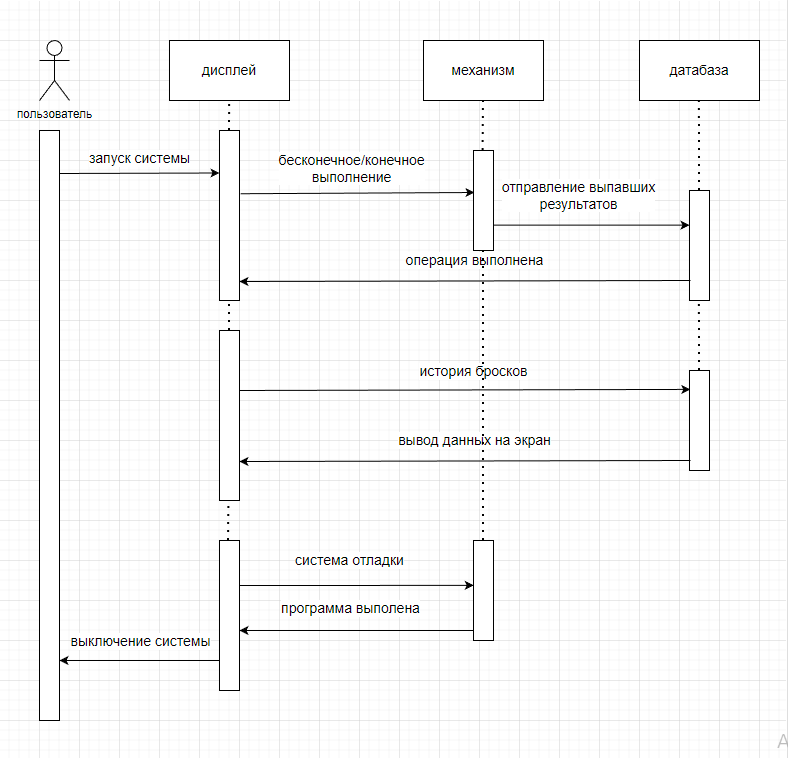 дисплей
механизм
датабаза
пользователь
запуск системы
бесконечное/конечное
выполнение
отправление выпавших
результатов
операция выполнена
история бросков
вывод данных на экран
система отладки
программа выполена
выключение системы